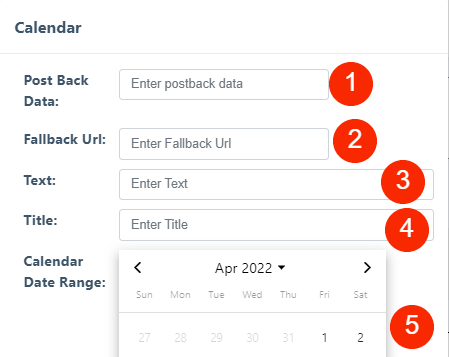 Calendar
Post Back Data: Enter postback data 1
Fallback Url: Enter Fallback Url 2
Text: Enter Text 3
Title: Enter Title 4
Calendar Date Range: Apr 2022
Sun Mon Tue Wed Thu Fri Sat
27 28 29 30 31 1 2
5